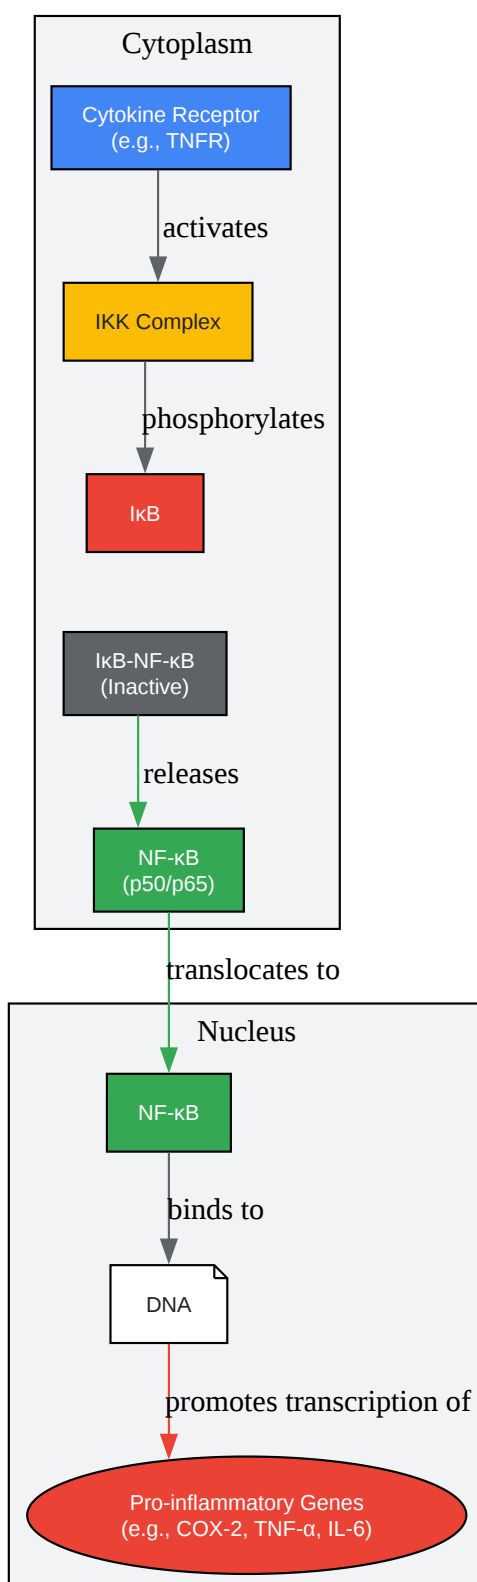 Cytoplasm
Cytokine Receptor
(e.g., TNFR)
activates
IKK Complex
phosphorylates
IκB
IκB-NF-κB
(Inactive)
releases
NF-κB
(p50/p65)
translocates to
Nucleus
NF-κB
binds to
DNA
promotes transcription of
Pro-inflammatory Genes
(e.g., COX-2, TNF-α, IL-6)